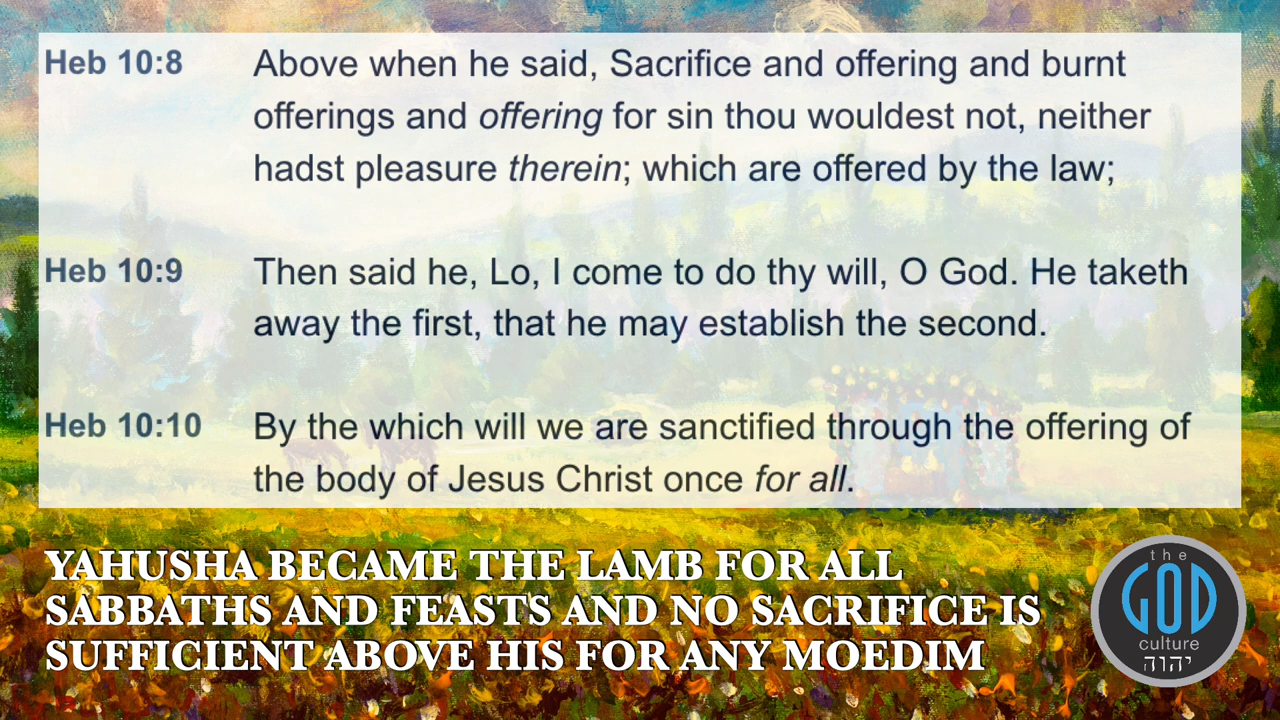 Heb 10:8 Above when he said, Sacrifice and offering and burnt
offerings and offering for sin thou wouldest not, neither
hadst pleasure therein; which are offered by the law;
Heb 10:9 Then said he, Lo, I come to do thy will, O God. He taketh
away the first, that he may establish the second.
Heb 10:10 By the which will we are sanctified through the offering of
the body of Jesus Christ once for all.
YAHUSHA BECAME THE LAMB FOR ALL
SABBATHS AND FEASTS AND NO SACRIFICE IS
SUFFICIENT ABOVE HIS FOR ANY MOEDIM
the
GOD
culture
יהוה